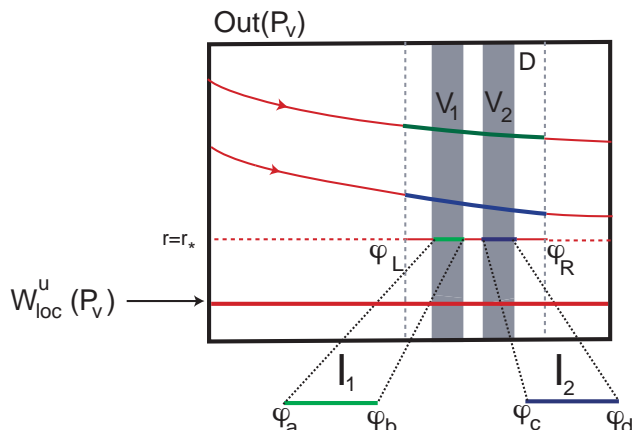 Out(P_v)
D
V_1 V_2
r=r_*
φ_L φ_R
W^u_loc (P_v)
I_1 I_2
φ_a φ_b φ_c φ_d